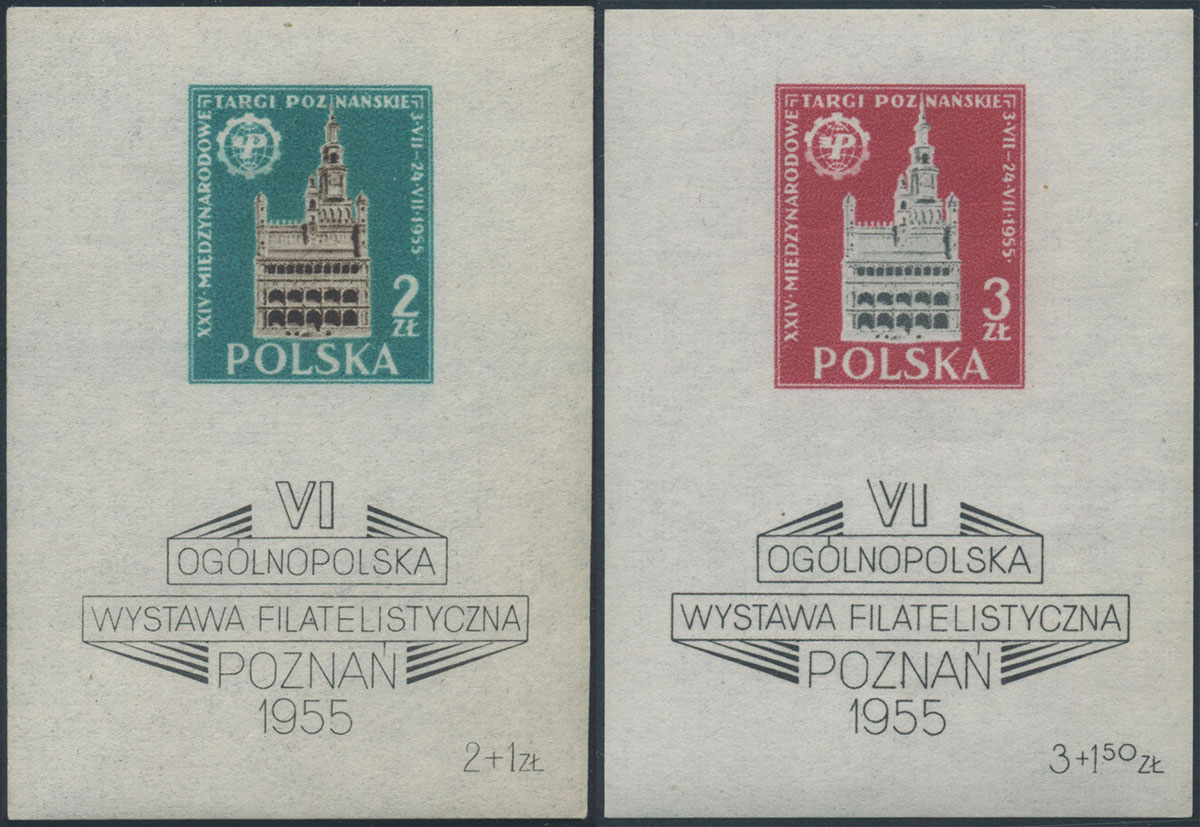 XXIV · MIĘDZYNARODOWE
TARGI POZNAŃSKIE
3·VII–24·VII·1955·
P
2
ZŁ
POLSKA
VI
OGÓLNOPOLSKA
WYSTAWA FILATELISTYCZNA
POZNAŃ
1955
2+1ZŁ
XXIV · MIĘDZYNARODOWE
TARGI POZNAŃSKIE
3·VII–24·VII·1955·
P
3
ZŁ
POLSKA
VI
OGÓLNOPOLSKA
WYSTAWA FILATELISTYCZNA
POZNAŃ
1955
3+1⁵⁰ZŁ